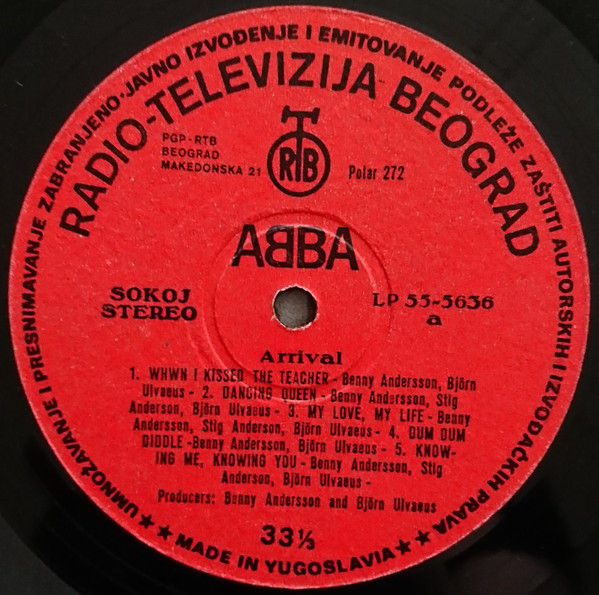 UMNOŽAVANJE I PRESNIMAVANJE ZABRANJENO·JAVNO IZVOĐENJE I EMITOVANJE PODLEŽE ZAŠTITI AUTORSKIH I IZVOĐAČKIH PRAVA
RADIO-TELEVIZIJA BEOGRAD
PGP-RTB
BEOGRAD
MAKEDONSKA 21
RTB
Polar 272
ABBA
SOKOJ
STEREO
LP 55-5636
a
Arrival
1. WHWN I KISSED THE TEACHER - Benny Andersson, Björn
Ulvaeus - 2. DANCING QUEEN - Benny Andersson, Stig
Anderson, Björn Ulvaeus - 3. MY LOVE, MY LIFE - Benny
Andersson, Stig Anderson, Björn Ulvaeus - 4. DUM DUM
DIDDLE -Benny Andersson, Björn Ulvaeus - 5. KNOW-
ING ME, KNOWING YOU - Benny Andersson, Stig
Anderson, Björn Ulvaeus -
Producers: Benny Andersson and Björn Ulvaeus
33⅓
★★ MADE IN YUGOSLAVIA ★★